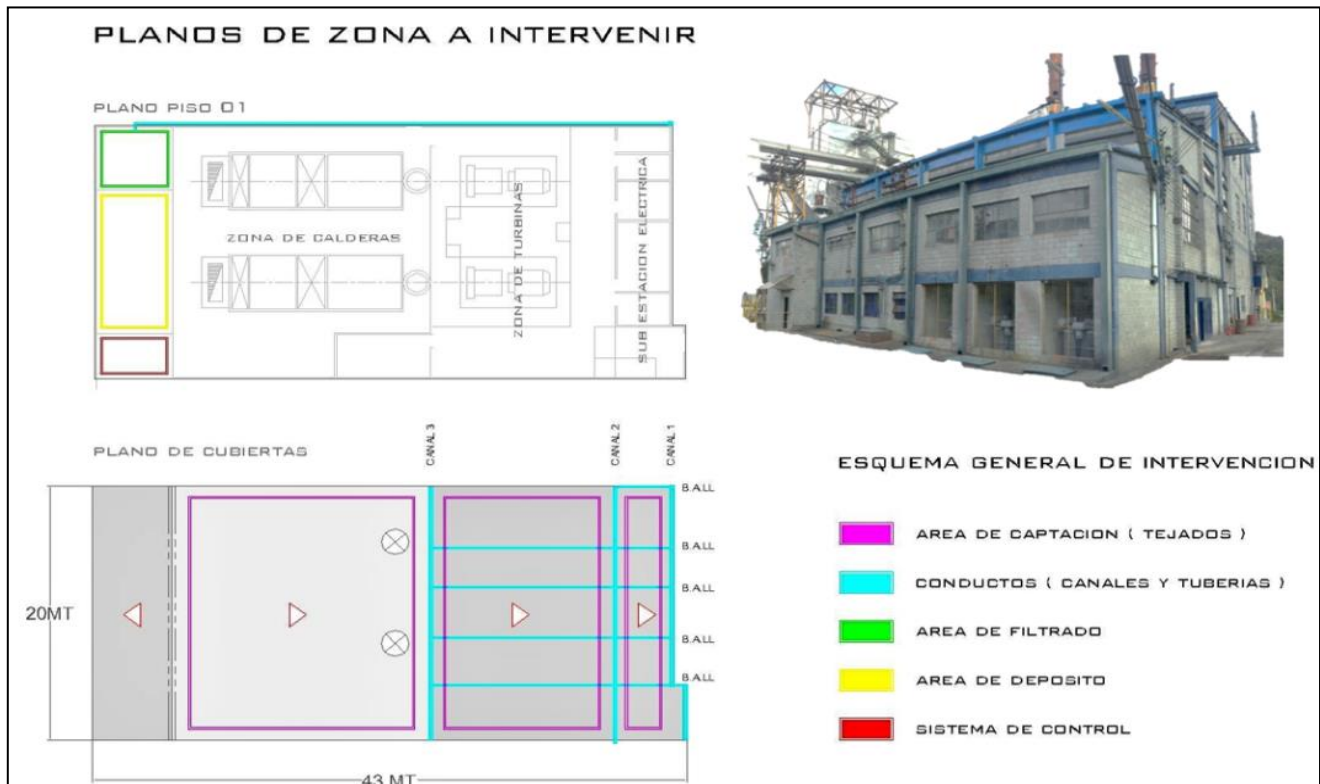 PLANOS DE ZONA A INTERVENIR
PLANO PISO 01
ZONA DE CALDERAS
ZONA DE TURBINAS
SUB ESTACION ELECTRICA
PLANO DE CUBIERTAS
CANAL 3
CANAL 2
CANAL 1
B.ALL
B.ALL
B.ALL
B.ALL
B.ALL
20MT
43 MT
ESQUEMA GENERAL DE INTERVENCION
AREA DE CAPTACION ( TEJADOS )
CONDUCTOS ( CANALES Y TUBERIAS )
AREA DE FILTRADO
AREA DE DEPOSITO
SISTEMA DE CONTROL